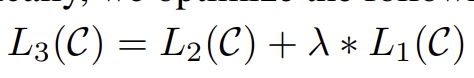 L₃(𝒞) = L₂(𝒞) + λ * L₁(𝒞)